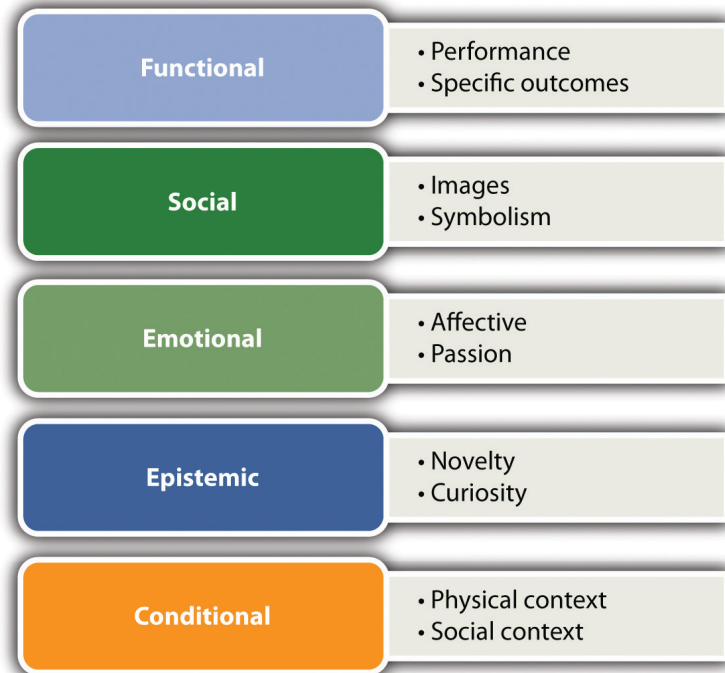 Functional
• Performance
• Specific outcomes
Social
• Images
• Symbolism
Emotional
• Affective
• Passion
Epistemic
• Novelty
• Curiosity
Conditional
• Physical context
• Social context